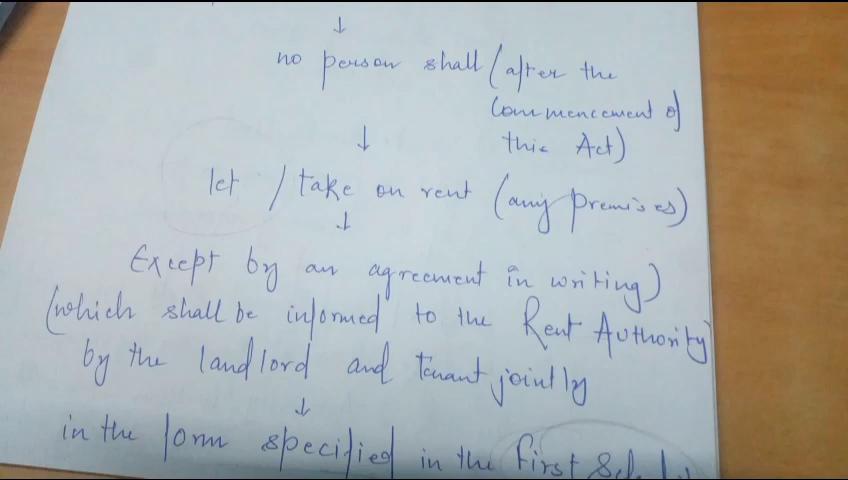 ↓
no person shall (after the
commencement of
this Act)
↓
let / take on rent (any premises)
↓
Except by an agreement in writing)
(which shall be informed to the Rent Authority
by the landlord and tenant jointly
↓
in the form specified in the first